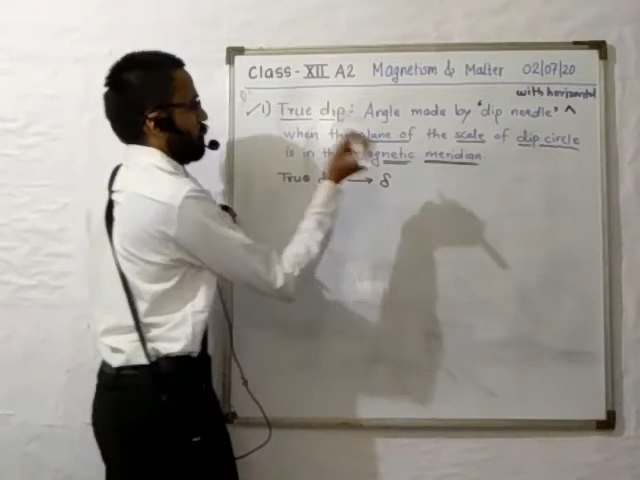 Class - XII A2 Magnetism & Matter 02/07/20
with horizontal
✓1) True dip: Angle made by 'dip needle' ^
when the plane of the scale of dip circle
is in magnetic meridian
True → δ